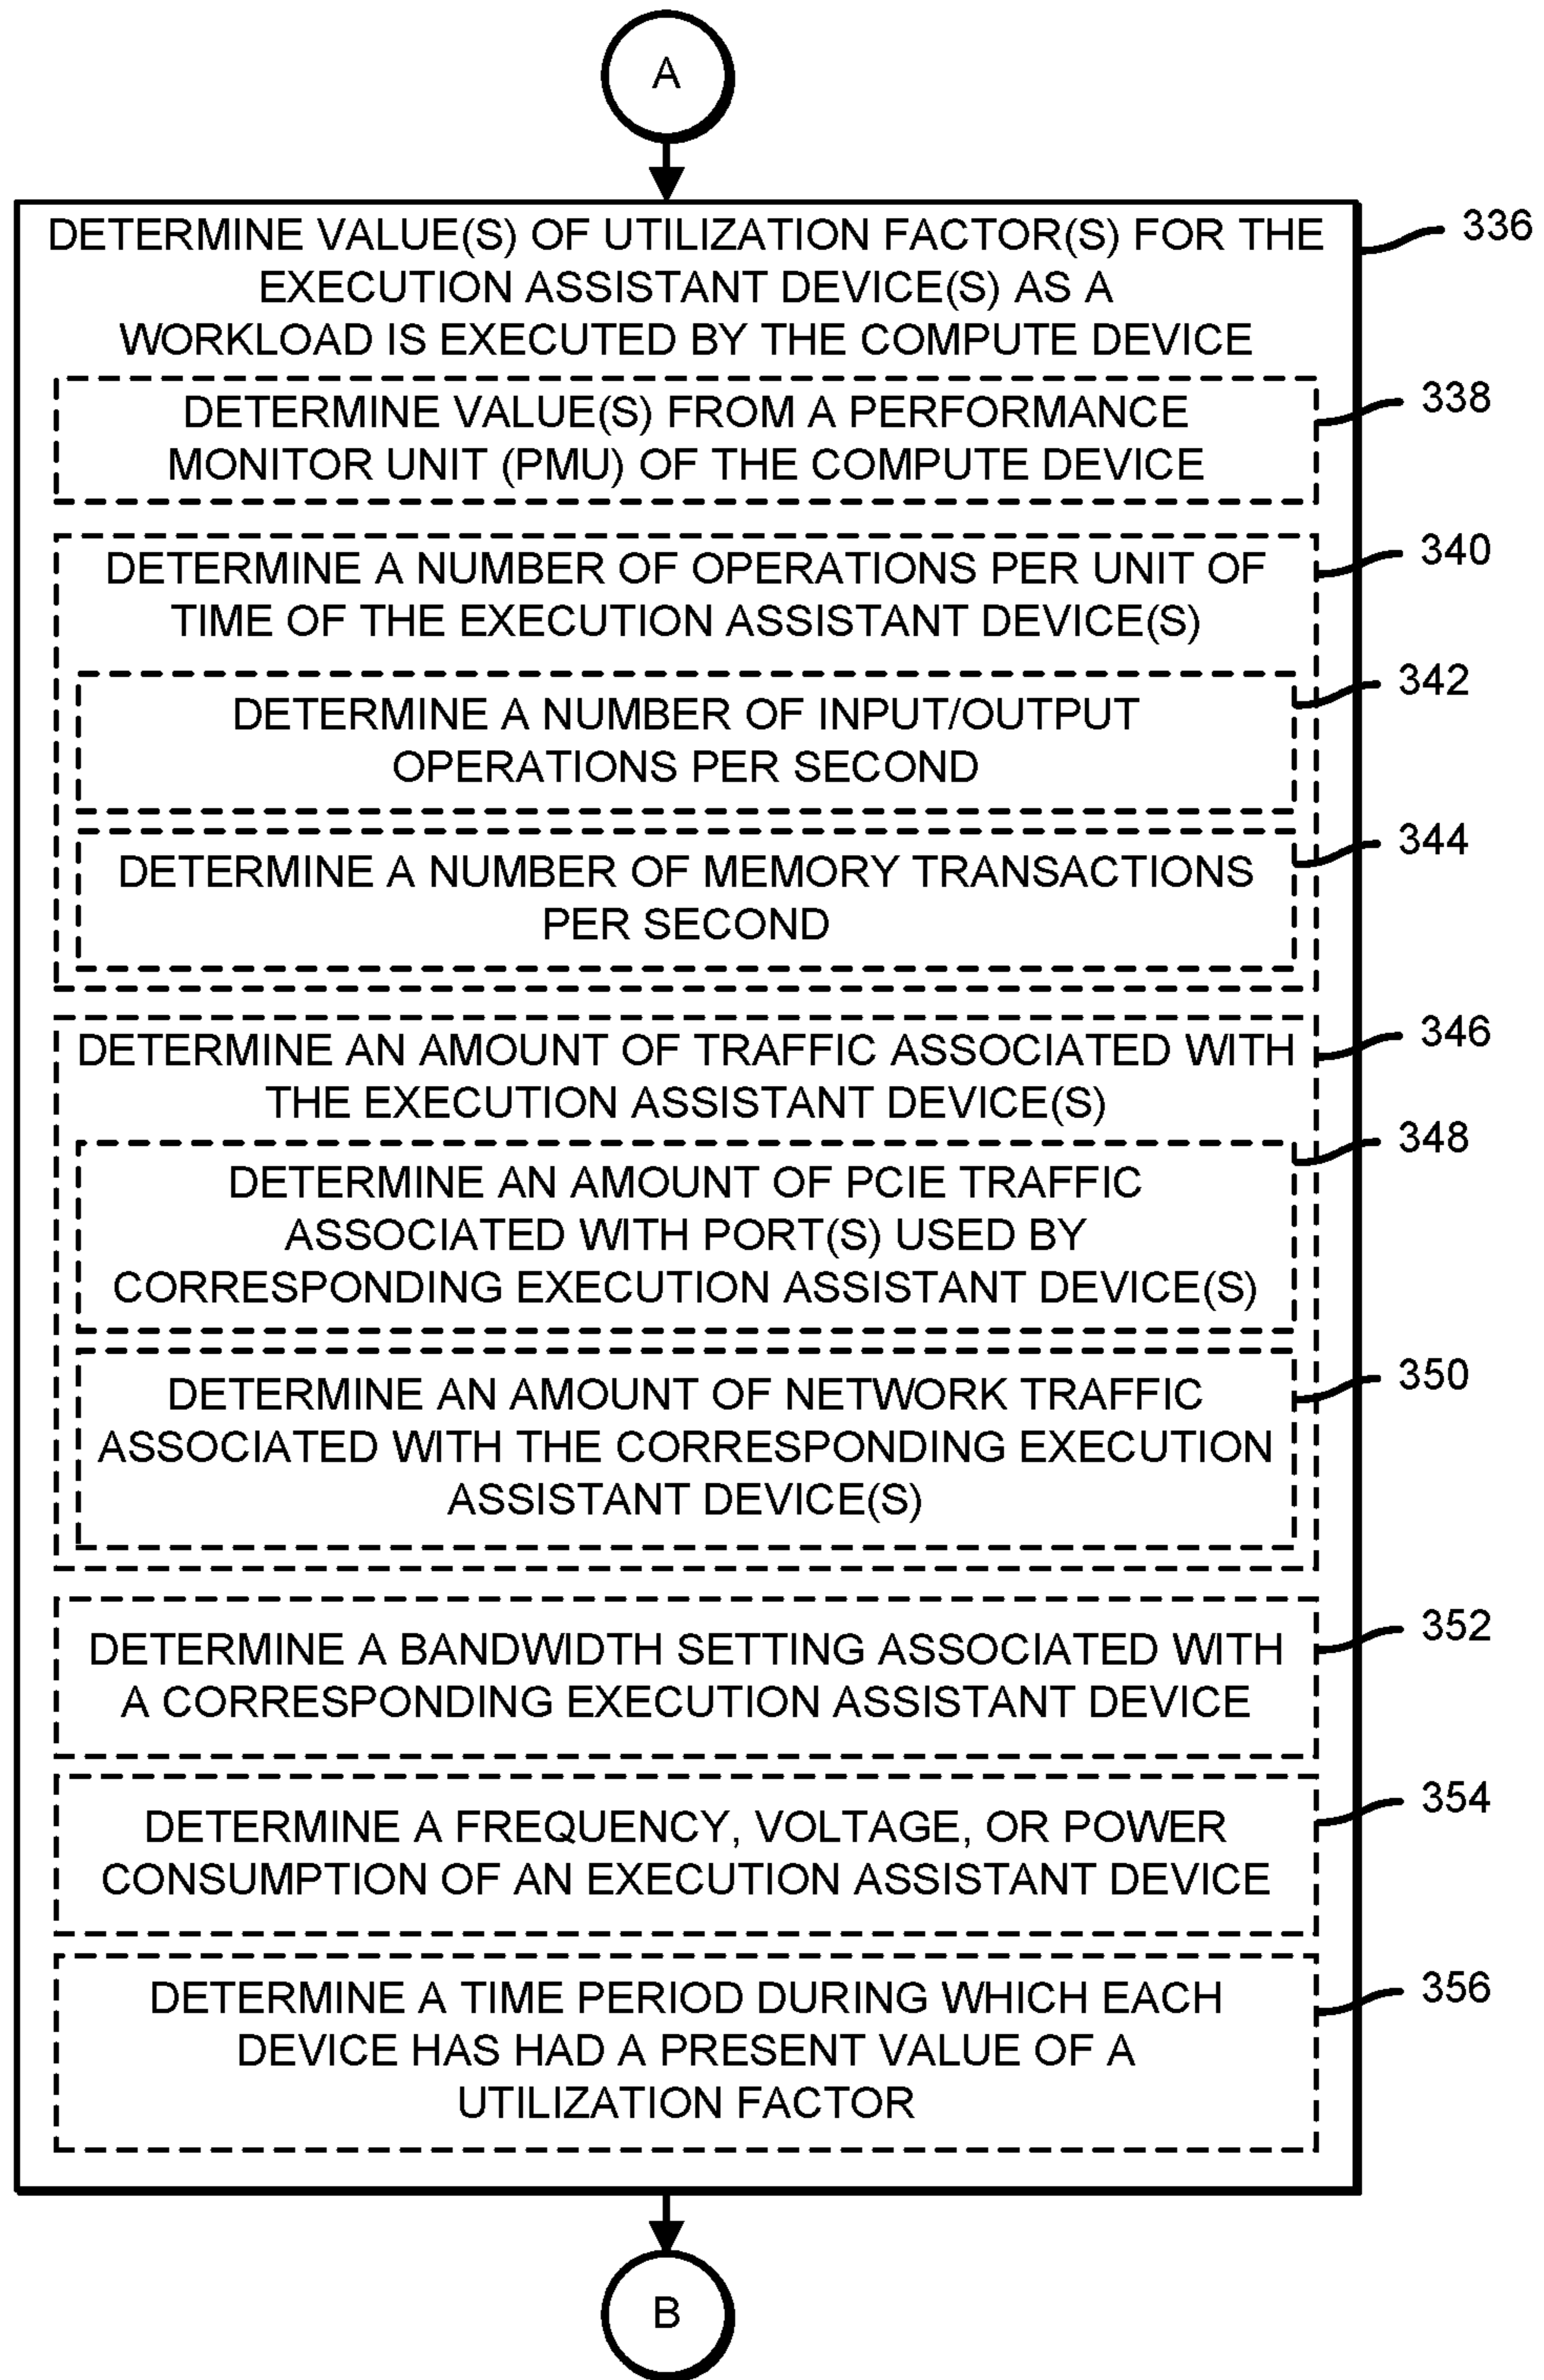 A
DETERMINE VALUE(S) OF UTILIZATION FACTOR(S) FOR THE
336
EXECUTION ASSISTANT DEVICE(S) AS A
WORKLOAD IS EXECUTED BY THE COMPUTE DEVICE
338
DETERMINE VALUE(S) FROM A PERFORMANCE
MONITOR UNIT (PMU) OF THE COMPUTE DEVICE
340
DETERMINE A NUMBER OF OPERATIONS PER UNIT OF
TIME OF THE EXECUTION ASSISTANT DEVICE(S)
342
DETERMINE A NUMBER OF INPUT/OUTPUT
OPERATIONS PER SECOND
344
DETERMINE A NUMBER OF MEMORY TRANSACTIONS
PER SECOND
346
DETERMINE AN AMOUNT OF TRAFFIC ASSOCIATED WITH
THE EXECUTION ASSISTANT DEVICE(S)
348
DETERMINE AN AMOUNT OF PCIE TRAFFIC
ASSOCIATED WITH PORT(S) USED BY
CORRESPONDING EXECUTION ASSISTANT DEVICE(S)
350
DETERMINE AN AMOUNT OF NETWORK TRAFFIC
ASSOCIATED WITH THE CORRESPONDING EXECUTION
ASSISTANT DEVICE(S)
352
DETERMINE A BANDWIDTH SETTING ASSOCIATED WITH
A CORRESPONDING EXECUTION ASSISTANT DEVICE
354
DETERMINE A FREQUENCY, VOLTAGE, OR POWER
CONSUMPTION OF AN EXECUTION ASSISTANT DEVICE
356
DETERMINE A TIME PERIOD DURING WHICH EACH
DEVICE HAS HAD A PRESENT VALUE OF A
UTILIZATION FACTOR
B